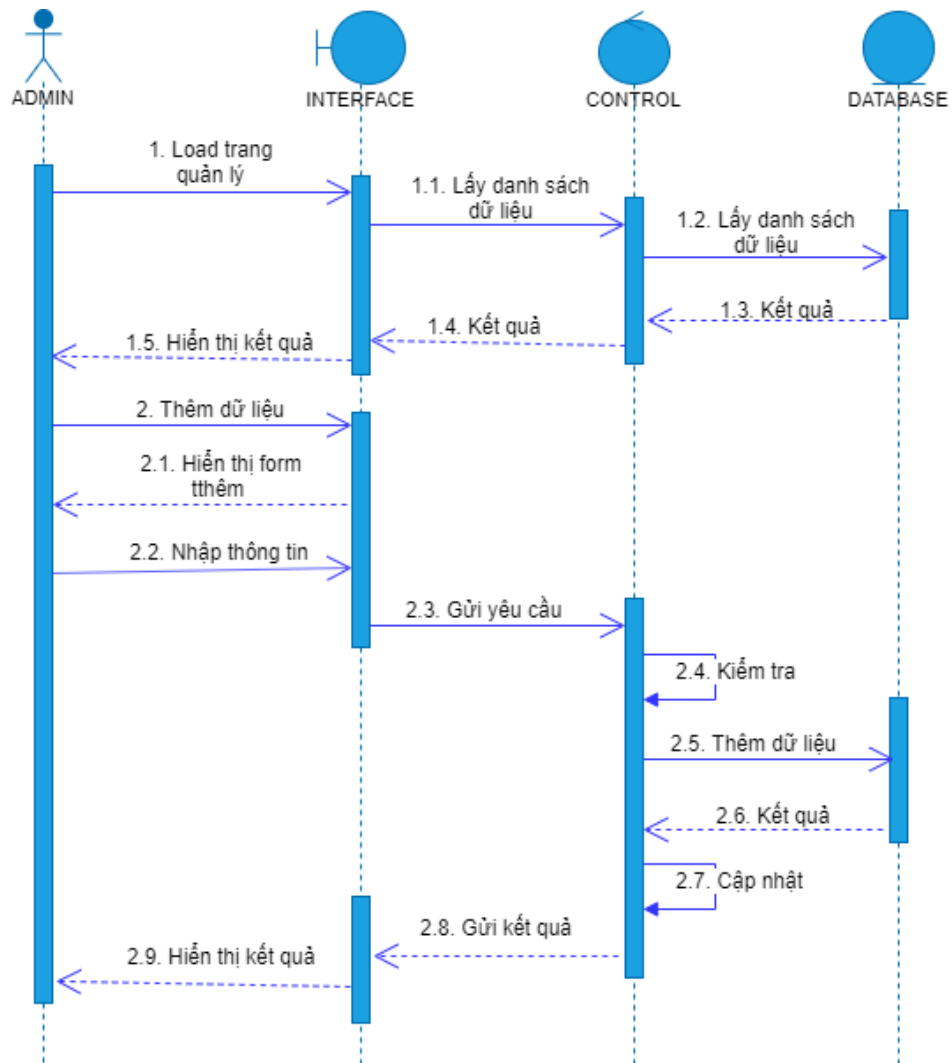 ADMIN
INTERFACE
CONTROL
DATABASE
1. Load trang
quản lý
1.1. Lấy danh sách
dữ liệu
1.2. Lấy danh sách
dữ liệu
1.3. Kết quả
1.4. Kết quả
1.5. Hiển thị kết quả
2. Thêm dữ liệu
2.1. Hiển thị form
tthêm
2.2. Nhập thông tin
2.3. Gửi yêu cầu
2.4. Kiểm tra
2.5. Thêm dữ liệu
2.6. Kết quả
2.7. Cập nhật
2.8. Gửi kết quả
2.9. Hiển thị kết quả